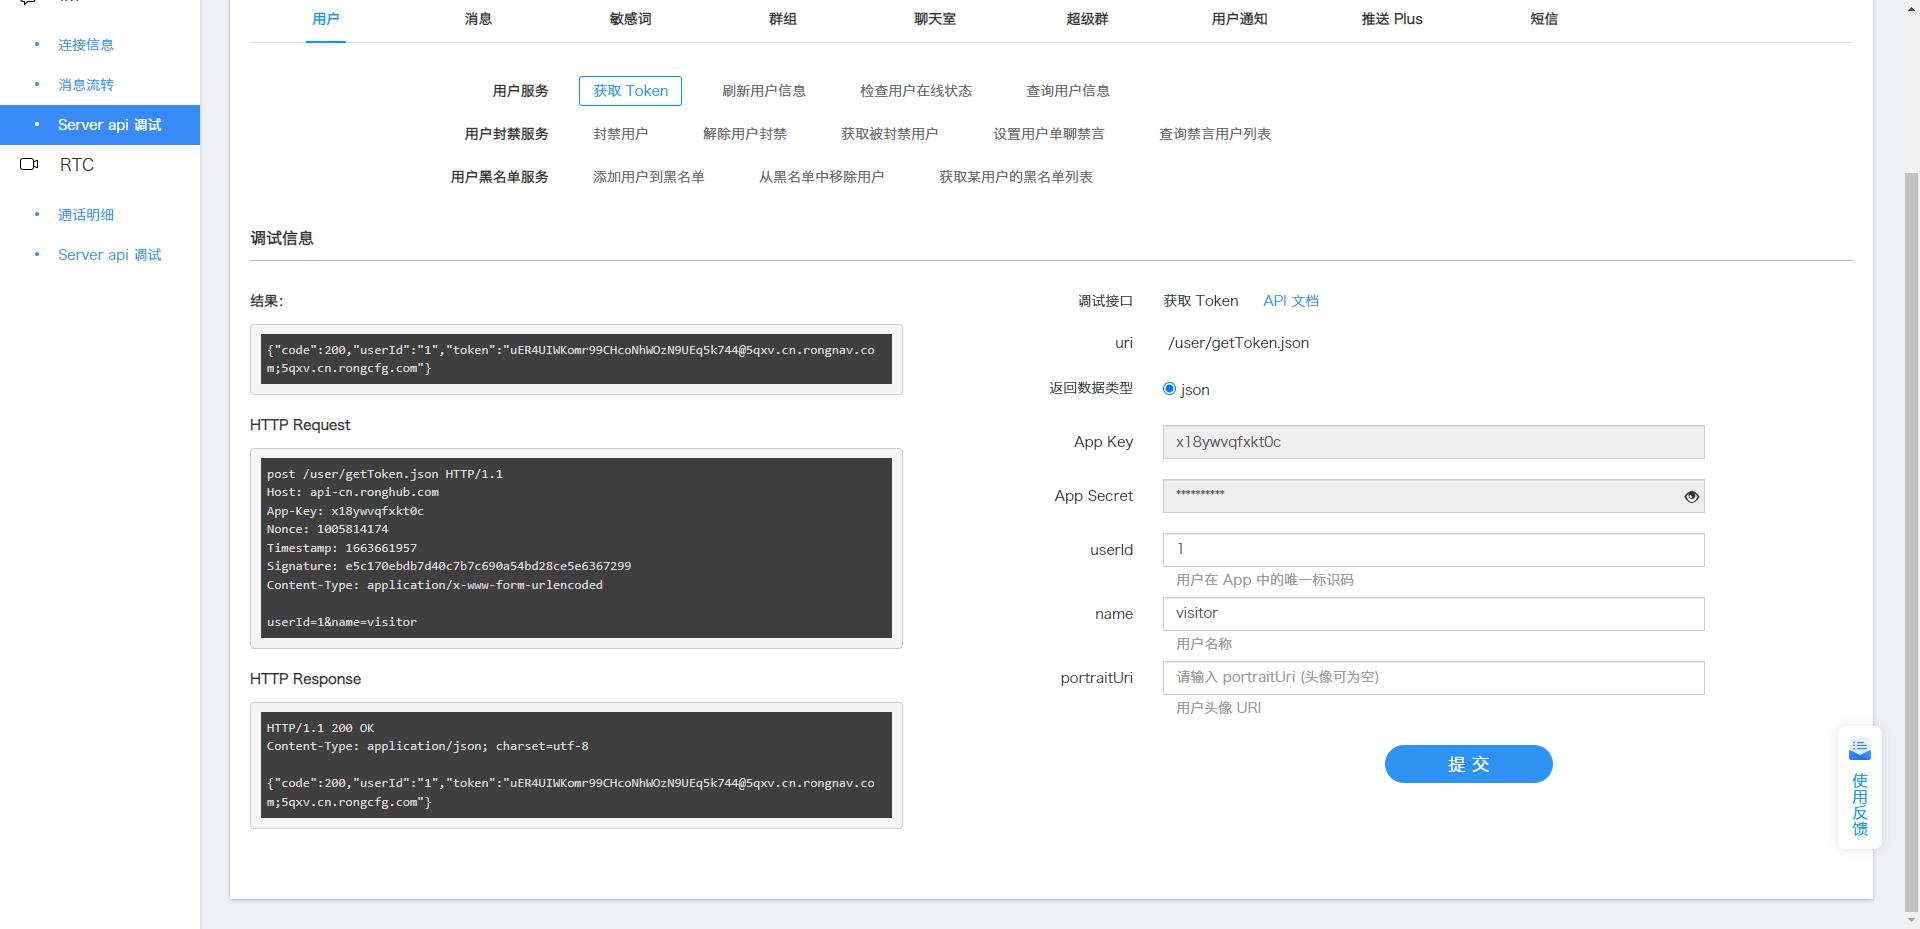 连接信息
消息流转
Server api 调试
RTC
通话明细
Server api 调试
用户 消息 敏感词 群组 聊天室 超级群 用户通知 推送 Plus 短信
用户服务 获取 Token 刷新用户信息 检查用户在线状态 查询用户信息
用户封禁服务 封禁用户 解除用户封禁 获取被封禁用户 设置用户单聊禁言 查询禁言用户列表
用户黑名单服务 添加用户到黑名单 从黑名单中移除用户 获取某用户的黑名单列表
调试信息
结果:
{"code":200,"userId":"1","token":"uER4UIWKomr99CHcoNhWOzN9UEq5k744@5qxv.cn.rongnav.co
m;5qxv.cn.rongcfg.com"}
HTTP Request
post /user/getToken.json HTTP/1.1
Host: api-cn.ronghub.com
App-Key: x18ywvqfxkt0c
Nonce: 1005814174
Timestamp: 1663661957
Signature: e5c170ebdb7d40c7b7c690a54bd28ce5e6367299
Content-Type: application/x-www-form-urlencoded
userId=1&name=visitor
HTTP Response
HTTP/1.1 200 OK
Content-Type: application/json; charset=utf-8
{"code":200,"userId":"1","token":"uER4UIWKomr99CHcoNhWOzN9UEq5k744@5qxv.cn.rongnav.co
m;5qxv.cn.rongcfg.com"}
调试接口 获取 Token API 文档
uri /user/getToken.json
返回数据类型 json
App Key x18ywvqfxkt0c
App Secret **********
userId 1
用户在 App 中的唯一标识码
name visitor
用户名称
portraitUri 请输入 portraitUri (头像可为空)
用户头像 URI
提 交
使用反馈